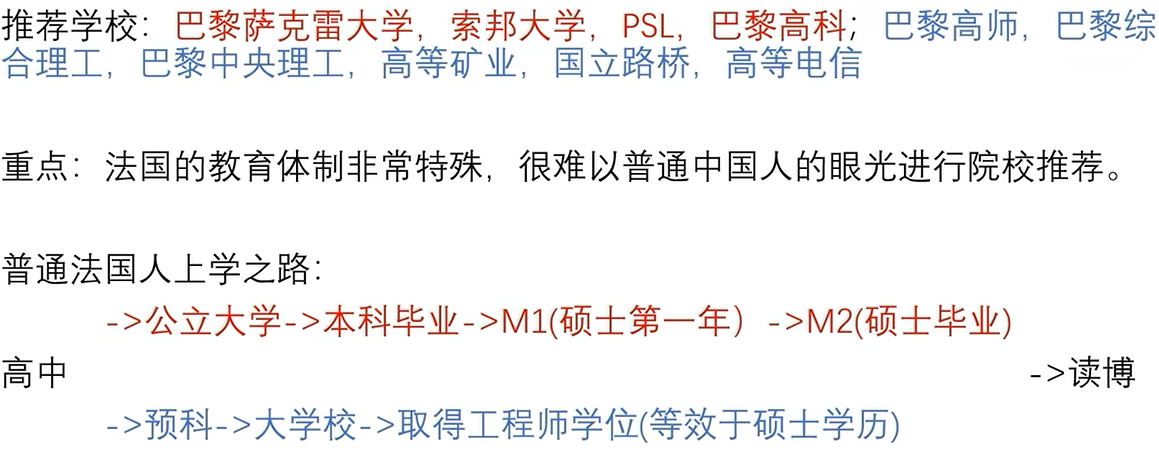 推荐学校：巴黎萨克雷大学，索邦大学，PSL，巴黎高科；巴黎高师，巴黎综
合理工，巴黎中央理工，高等矿业，国立路桥，高等电信
重点：法国的教育体制非常特殊，很难以普通中国人的眼光进行院校推荐。
普通法国人上学之路：
->公立大学->本科毕业->M1(硕士第一年）->M2(硕士毕业)
高中 ->读博
->预科->大学校->取得工程师学位(等效于硕士学历)